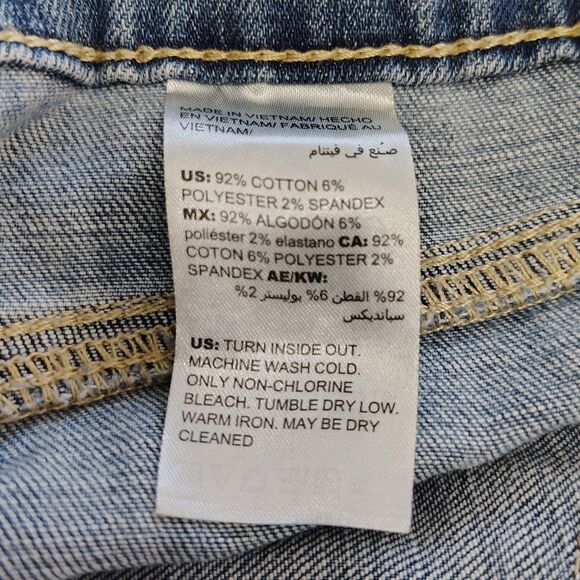 MADE IN VIETNAM/ HECHO
EN VIETNAM/ FABRIQUÉ AU
VIETNAM/
صُنع في فيتنام
US: 92% COTTON 6%
POLYESTER 2% SPANDEX
MX: 92% ALGODÓN 6%
poliéster 2% elastano CA: 92%
COTON 6% POLYESTER 2%
SPANDEX AE/KW:
92% القطن 6% بوليستر 2%
سبانديكس
US: TURN INSIDE OUT.
MACHINE WASH COLD.
ONLY NON-CHLORINE
BLEACH. TUMBLE DRY LOW.
WARM IRON. MAY BE DRY
CLEANED